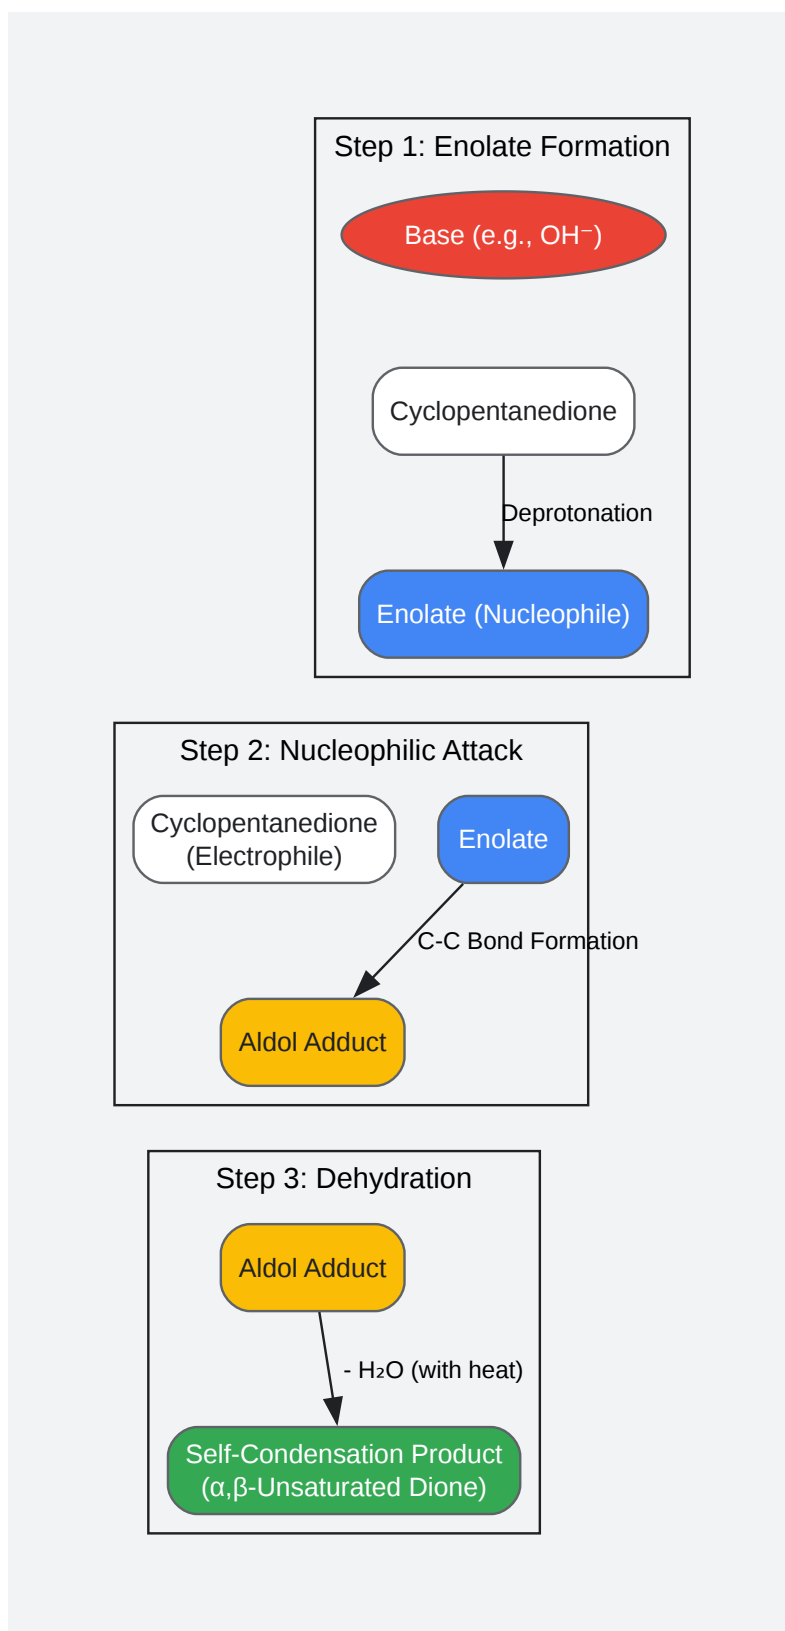 Step 1: Enolate Formation
Base (e.g., OH⁻)
Cyclopentanedione
Deprotonation
Enolate (Nucleophile)
Step 2: Nucleophilic Attack
Cyclopentanedione
(Electrophile)
Enolate
C-C Bond Formation
Aldol Adduct
Step 3: Dehydration
Aldol Adduct
- H₂O (with heat)
Self-Condensation Product
(α,β-Unsaturated Dione)